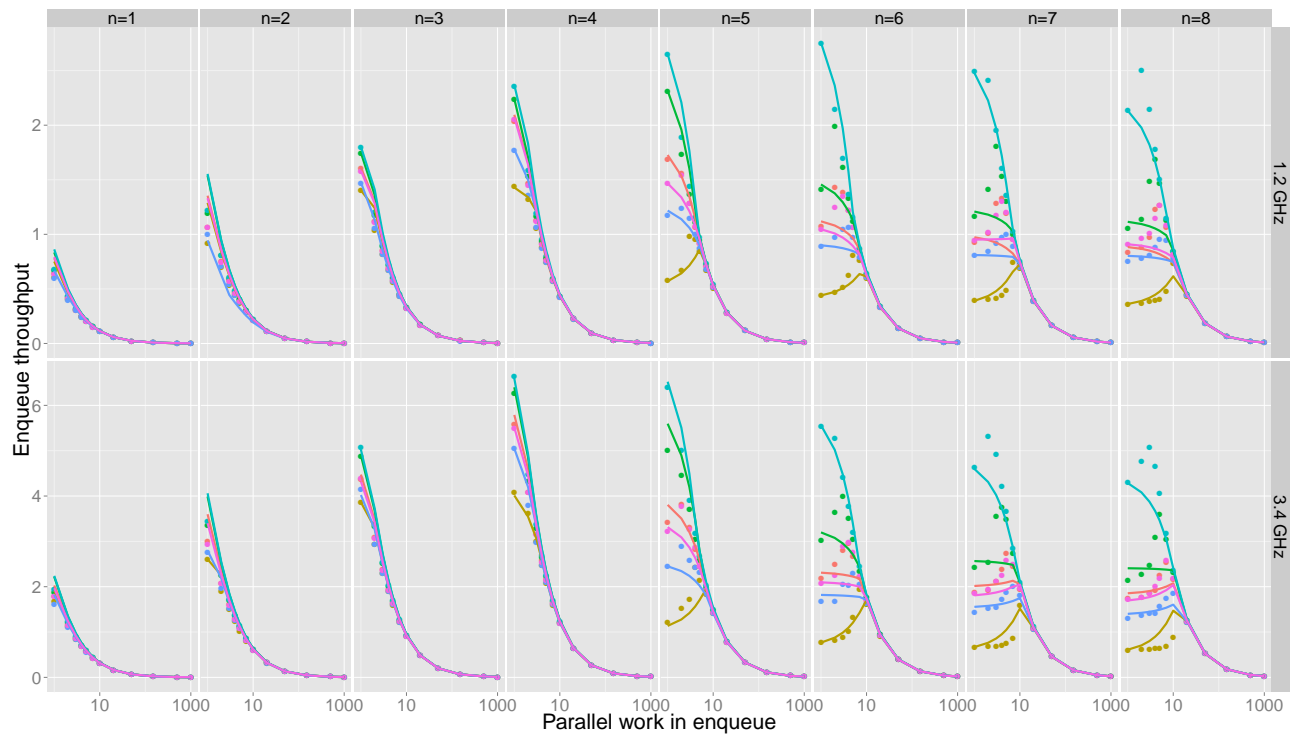 n=1 n=2 n=3 n=4 n=5 n=6 n=7 n=8
Enqueue throughput
2
1
0
1.2 GHz
6
4
2
0
3.4 GHz
10 1000 10 1000 10 1000 10 1000 10 1000 10 1000 10 1000 10 1000
Parallel work in enqueue